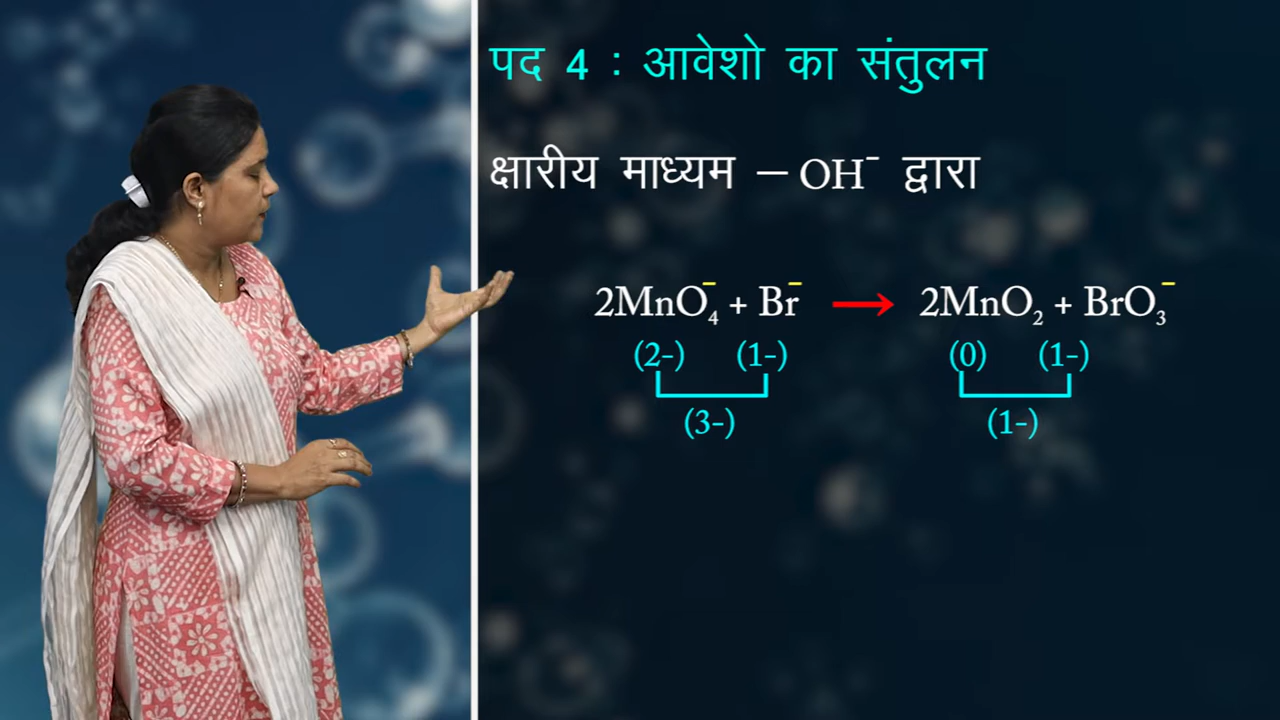 पद 4 : आवेशो का संतुलन
क्षारीय माध्यम – OH⁻ द्वारा
2MnO₄⁻ + Br⁻ → 2MnO₂ + BrO₃⁻
(2-) (1-) (0) (1-)
(3-) (1-)